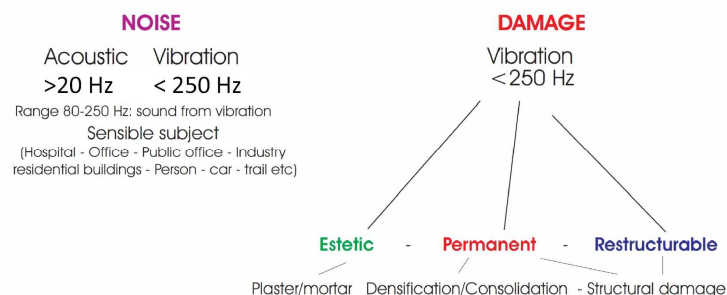 NOISE
Acoustic Vibration
>20 Hz < 250 Hz
Range 80-250 Hz: sound from vibration
Sensible subject
(Hospital - Office - Public office - Industry
residential buildings - Person - car - trail etc)
DAMAGE
Vibration
<250 Hz
Estetic - Permanent - Restructurable
Plaster/mortar Densification/Consolidation - Structural damage